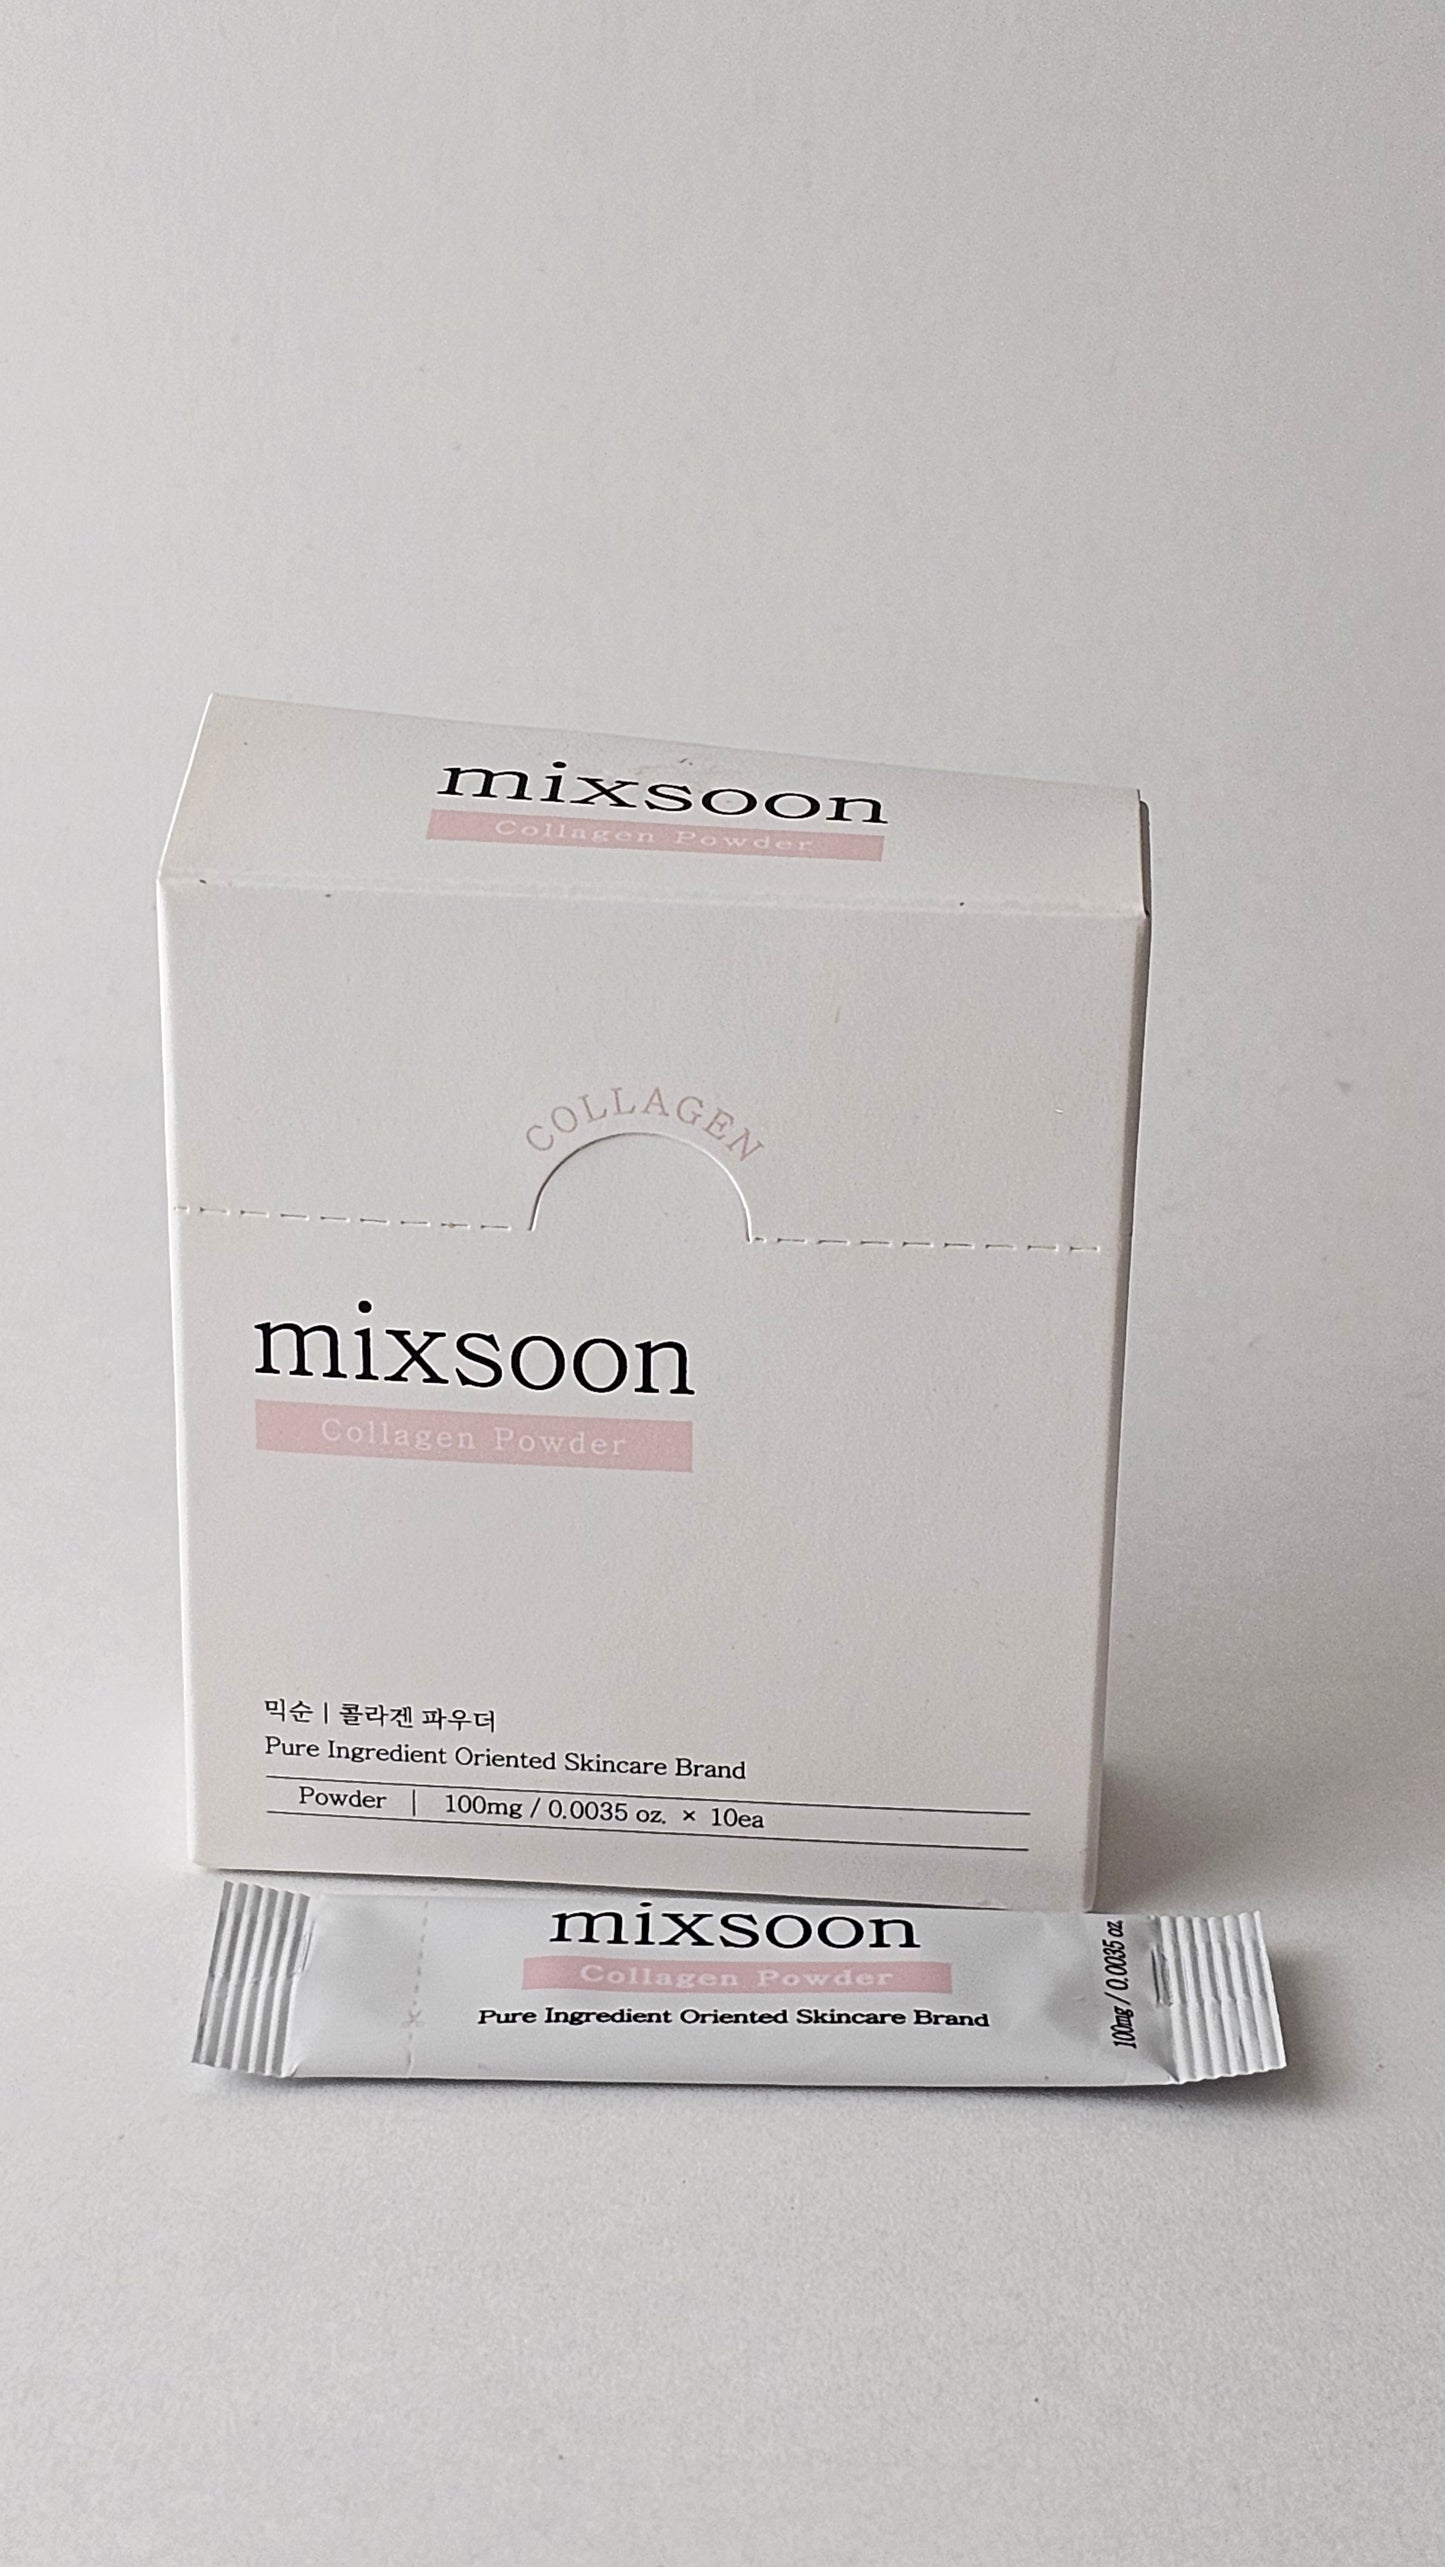 mixsoon
Collagen Powder
COLLAGEN
mixsoon
Collagen Powder
믹순 | 콜라겐 파우더
Pure Ingredient Oriented Skincare Brand
Powder | 100mg / 0.0035 oz. × 10ea
mixsoon
Collagen Powder
Pure Ingredient Oriented Skincare Brand
100mg / 0.0035 oz